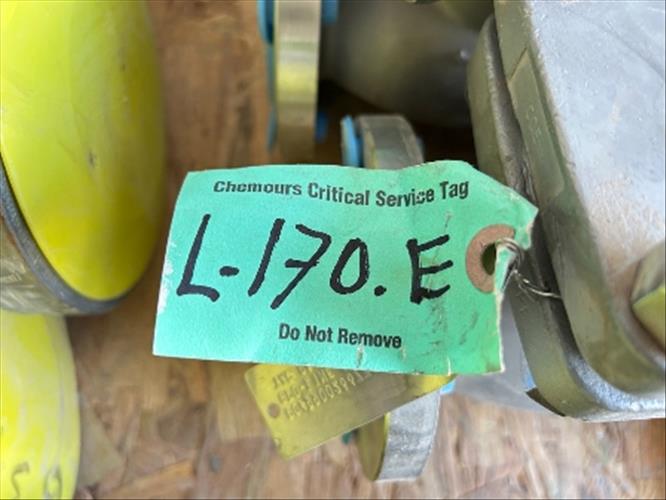 Chemours Critical Service Tag
L-170.E
Do Not Remove